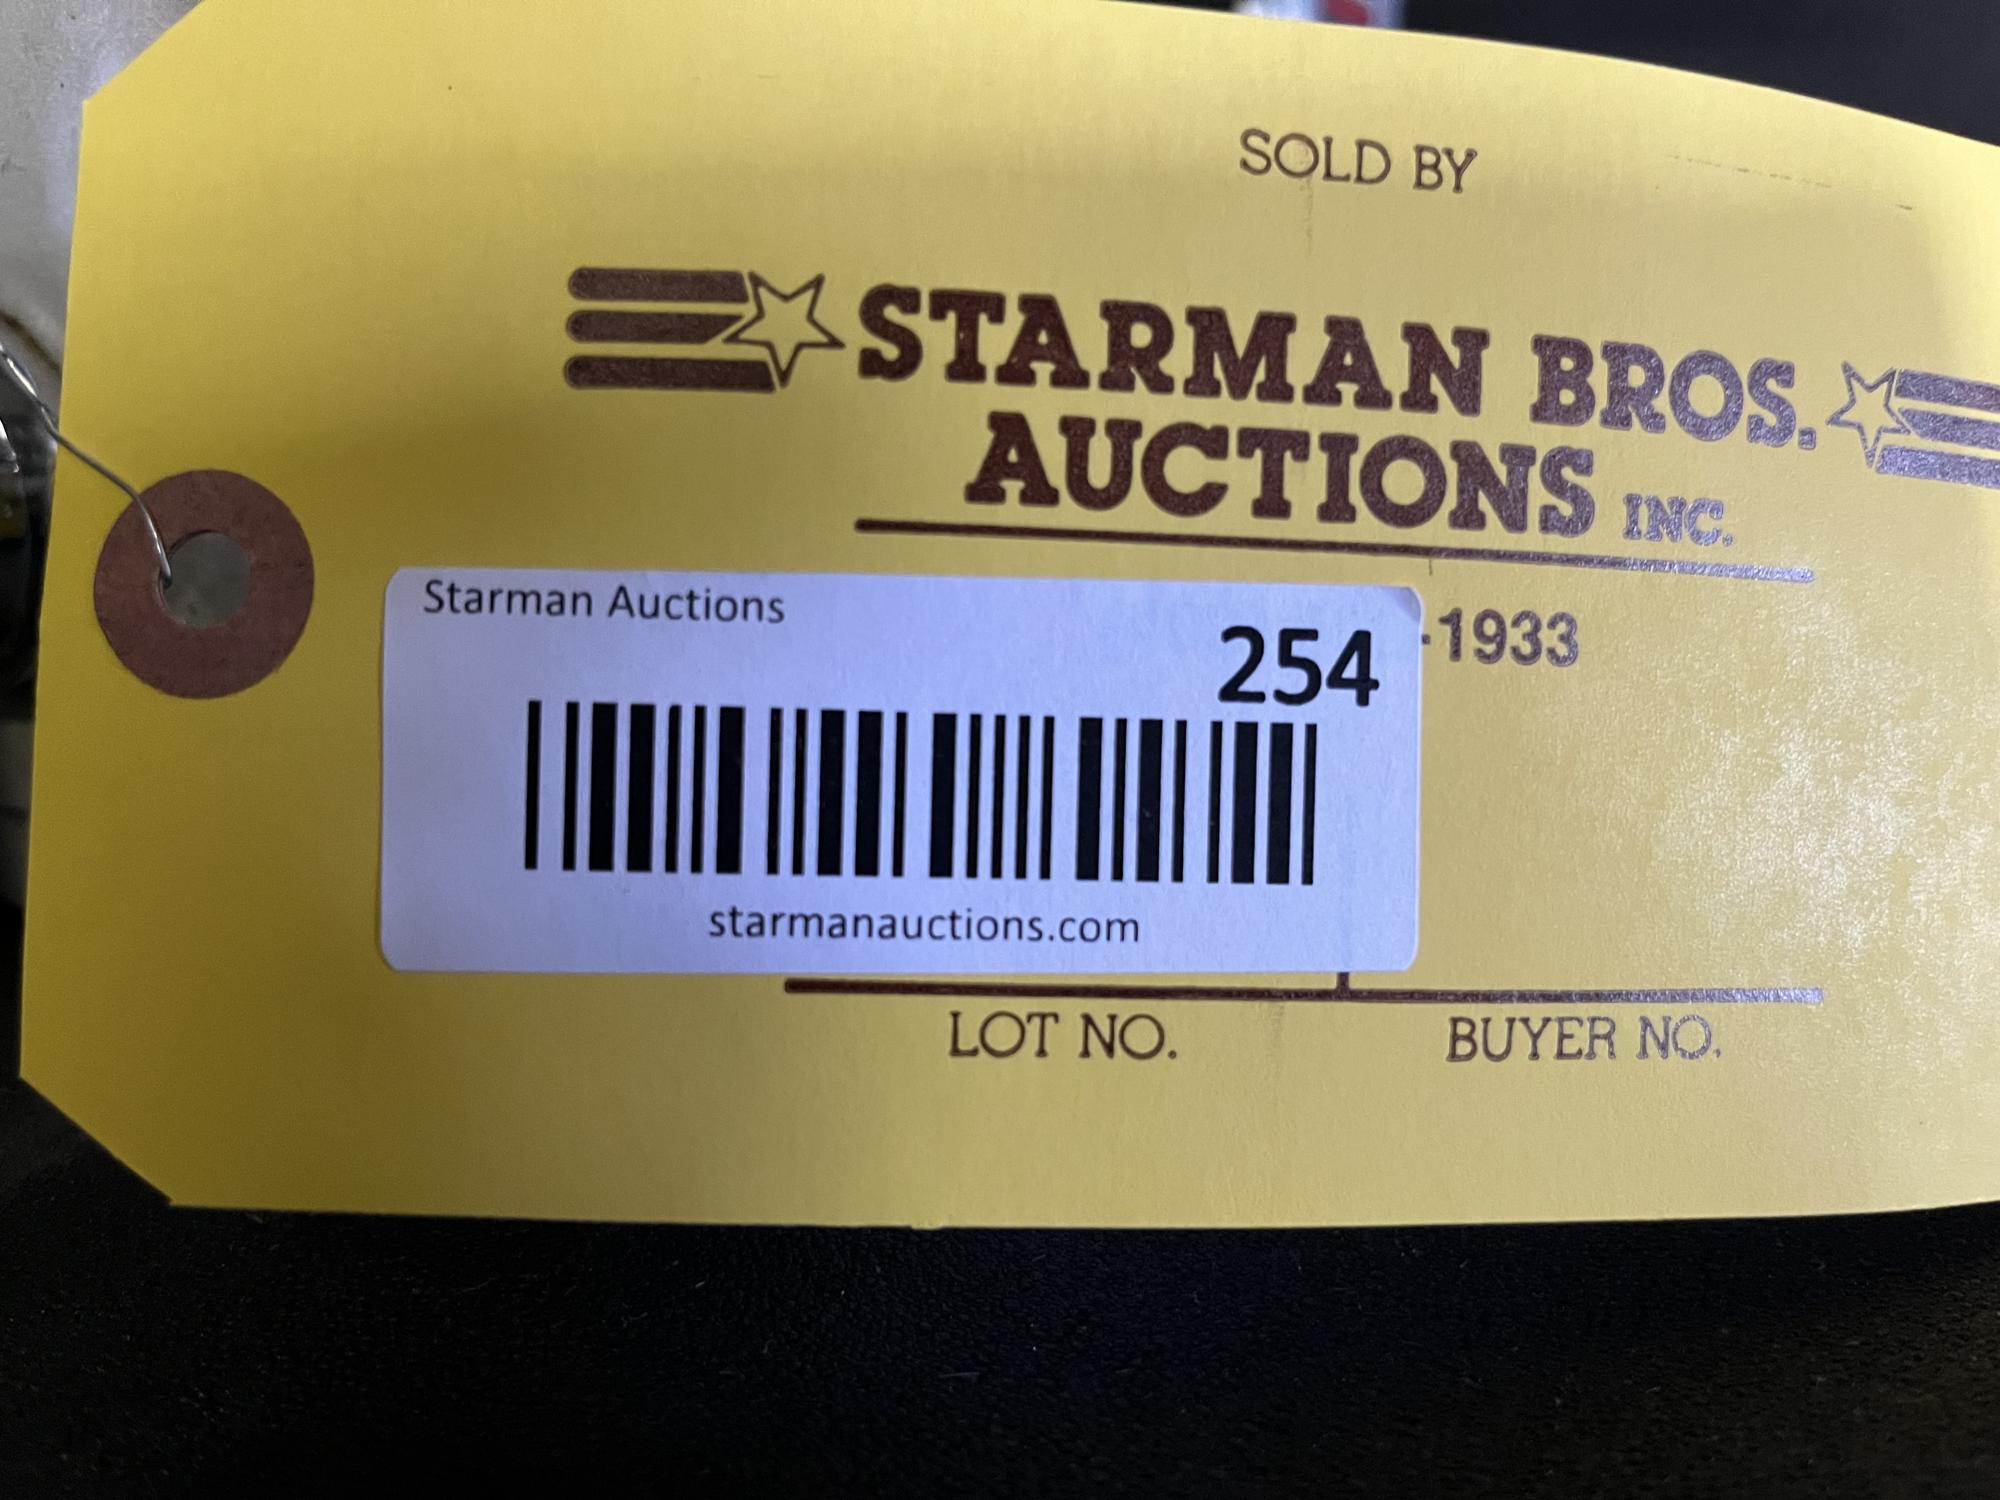 SOLD BY
STARMAN BROS.
AUCTIONS INC.
-1933
Starman Auctions
254
starmanauctions.com
LOT NO.
BUYER NO.